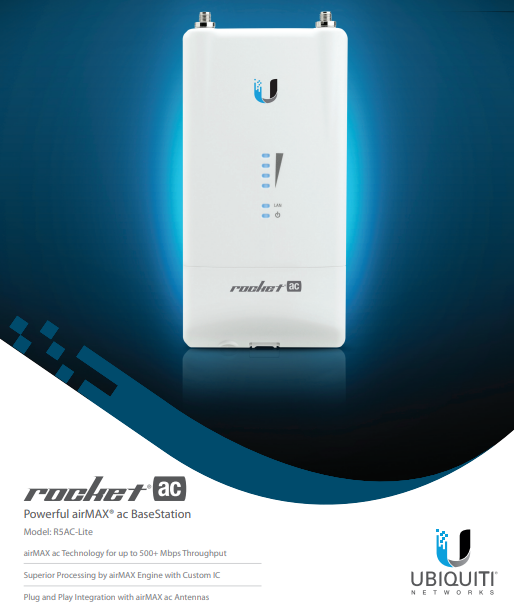 LAN
rocket ac
rocket® ac
Powerful airMAX® ac BaseStation
Model: R5AC-Lite
airMAX ac Technology for up to 500+ Mbps Throughput
Superior Processing by airMAX Engine with Custom IC
Plug and Play Integration with airMAX ac Antennas
UBIQUITI®
NETWORKS